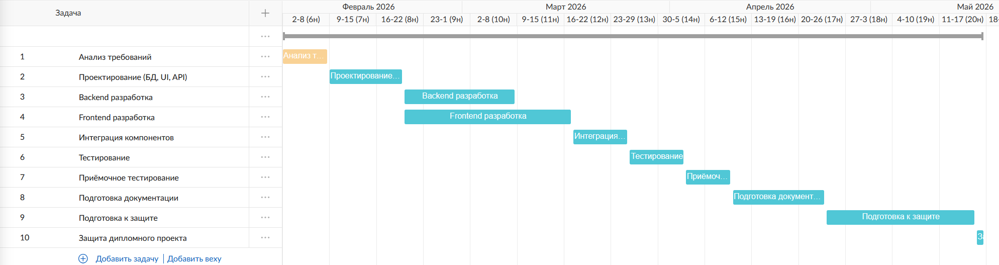 Задача + Февраль 2026 Март 2026 Апрель 2026 Май 2026
2-8 (6н) 9-15 (7н) 16-22 (8н) 23-1 (9н) 2-8 (10н) 9-15 (11н) 16-22 (12н) 23-29 (13н) 30-5 (14н) 6-12 (15н) 13-19 (16н) 20-26 (17н) 27-3 (18н) 4-10 (19н) 11-17 (20н) 18-
1 Анализ требований Анализ т...
2 Проектирование (БД, UI, API) Проектирование...
3 Backend разработка Backend разработка
4 Frontend разработка Frontend разработка
5 Интеграция компонентов Интеграция...
6 Тестирование Тестирование
7 Приёмочное тестирование Приёмоч...
8 Подготовка документации Подготовка документ...
9 Подготовка к защите Подготовка к защите
10 Защита дипломного проекта За
Добавить задачу | Добавить веху